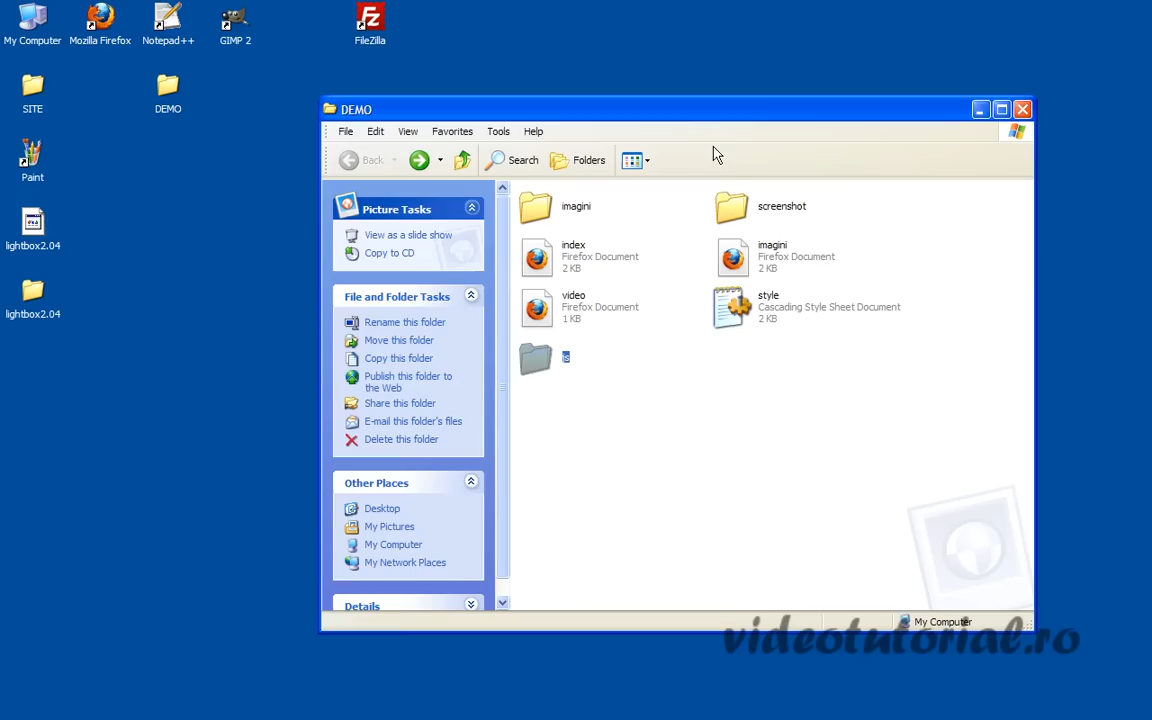 My Computer
Mozilla Firefox
Notepad++
GIMP 2
FileZilla
SITE
DEMO
Paint
lightbox2.04
lightbox2.04
DEMO
File Edit View Favorites Tools Help
Back Search Folders
Picture Tasks
View as a slide show
Copy to CD
File and Folder Tasks
Rename this folder
Move this folder
Copy this folder
Publish this folder to
the Web
Share this folder
E-mail this folder's files
Delete this folder
Other Places
Desktop
My Pictures
My Computer
My Network Places
Details
imagini
screenshot
index
Firefox Document
2 KB
imagini
Firefox Document
2 KB
video
Firefox Document
1 KB
style
Cascading Style Sheet Document
2 KB
js
My Computer
videotutorial.ro